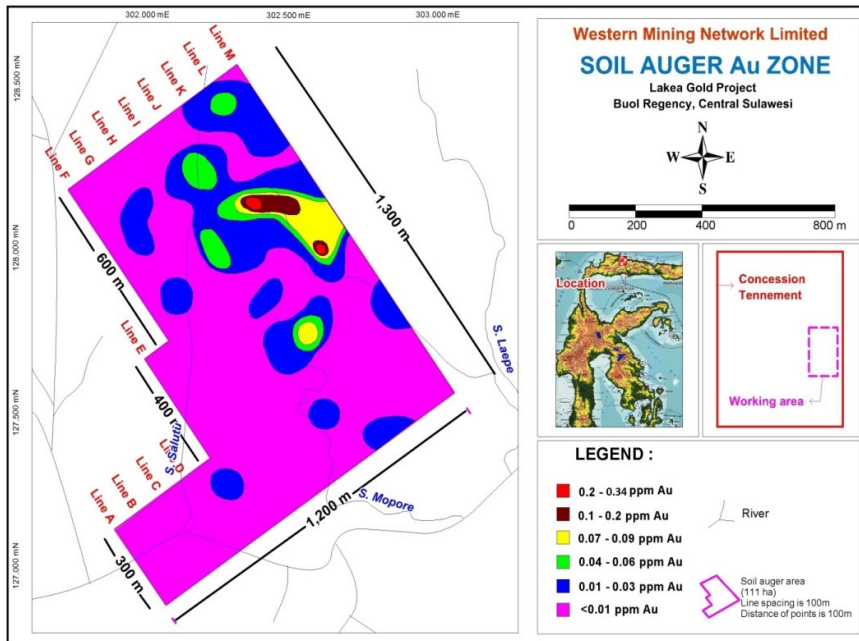 302.000 mE
302.500 mE
303.000 mE
128.500 mN
128.000 mN
127.500 mN
127.000 mN
Line M
Line L
Line K
Line J
Line I
Line H
Line G
Line F
Line E
Line D
Line C
Line B
Line A
1,300 m
600 m
400 m
300 m
1,200 m
S. Salutu
S. Laepe
S. Mopore
Western Mining Network Limited
SOIL AUGER Au ZONE
Lakea Gold Project
Buol Regency, Central Sulawesi
N
W E
S
0 200 400 800 m
Location
Concession
Tennement
Working area
LEGEND :
0.2 - 0.34 ppm Au
0.1 - 0.2 ppm Au
0.07 - 0.09 ppm Au
0.04 - 0.06 ppm Au
0.01 - 0.03 ppm Au
<0.01 ppm Au
River
Soil auger area
(111 ha)
Line spacing is 100m
Distance of points is 100m